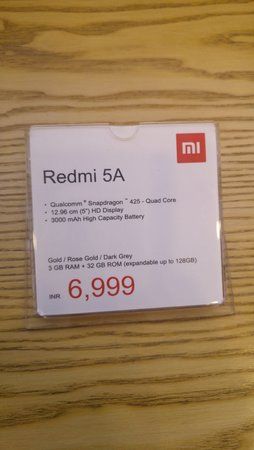 mi
Redmi 5A
• Qualcomm® Snapdragon™ 425 - Quad Core
• 12.96 cm (5") HD Display
• 3000 mAh High Capacity Battery
Gold / Rose Gold / Dark Grey
3 GB RAM + 32 GB ROM (expandable up to 128GB)
INR 6,999